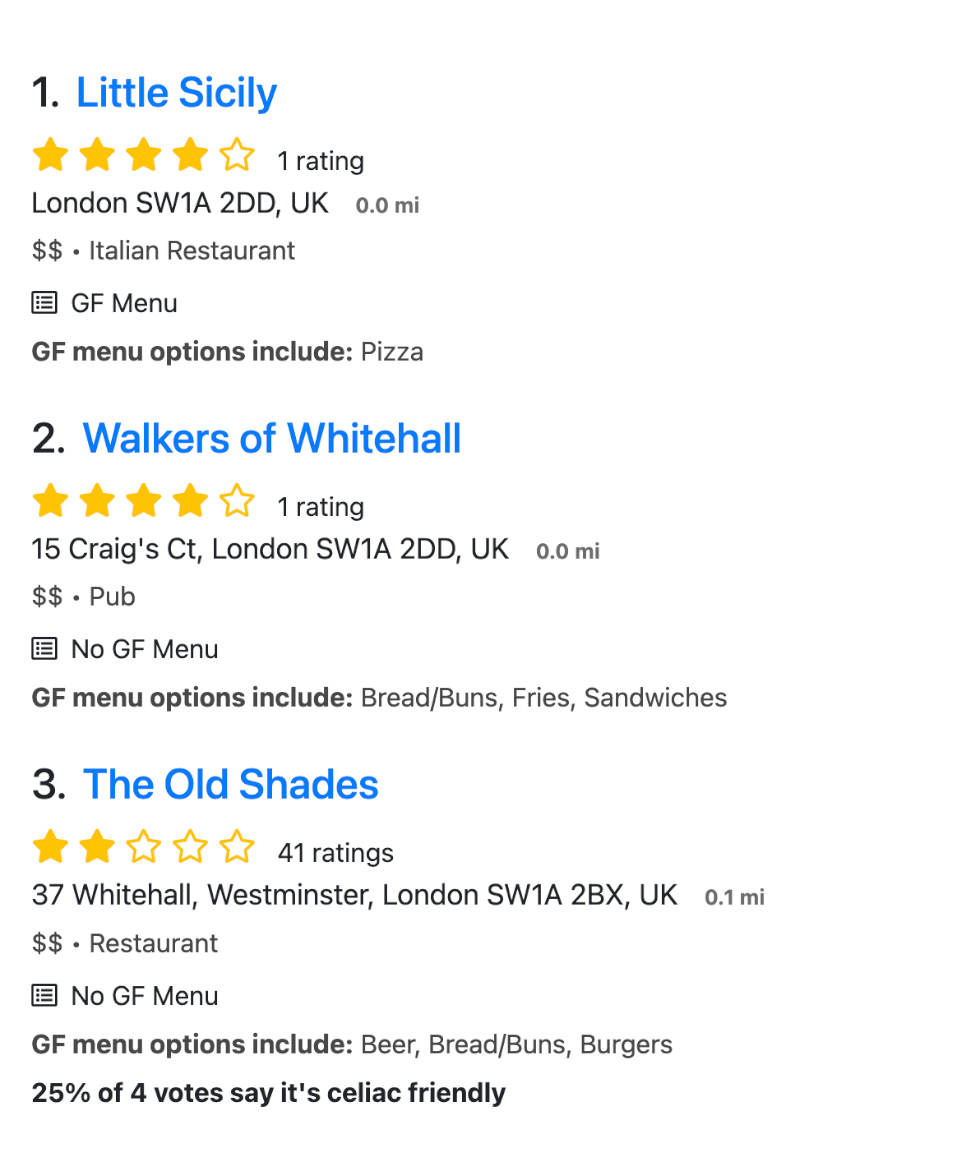 1. Little Sicily
1 rating
London SW1A 2DD, UK 0.0 mi
$$ • Italian Restaurant
GF Menu
GF menu options include: Pizza
2. Walkers of Whitehall
1 rating
15 Craig's Ct, London SW1A 2DD, UK 0.0 mi
$$ • Pub
No GF Menu
GF menu options include: Bread/Buns, Fries, Sandwiches
3. The Old Shades
41 ratings
37 Whitehall, Westminster, London SW1A 2BX, UK 0.1 mi
$$ • Restaurant
No GF Menu
GF menu options include: Beer, Bread/Buns, Burgers
25% of 4 votes say it's celiac friendly